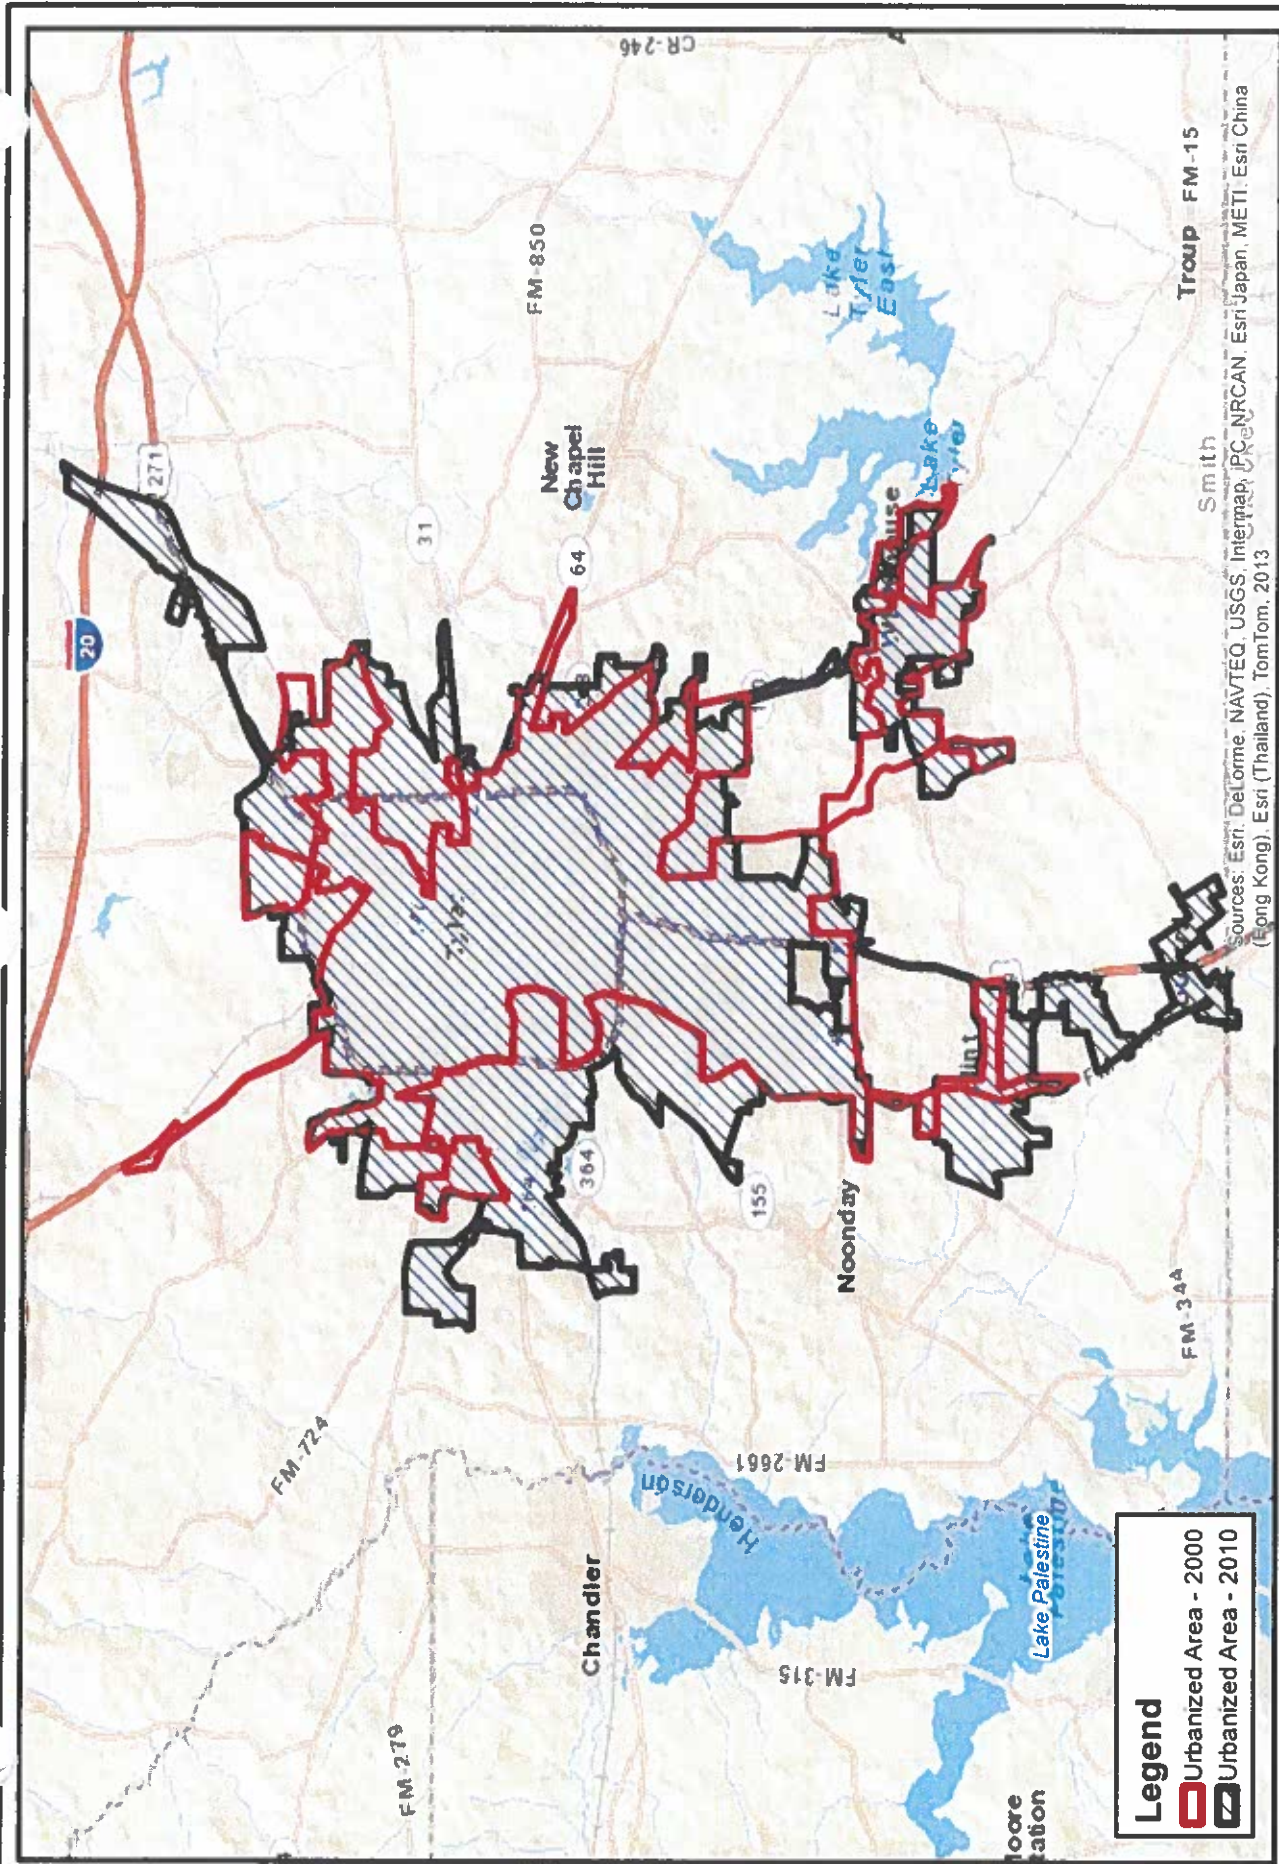 CR-246
20
271
31
FM-850
New
Chapel
Hill
64
Lake
Tyler
East
Lake
Troup
FM-15
Smith
Tyler
364
155
Noonday
FM-344
FM-724
FM-2661
Henderson
Chandler
FM-315
FM-279
Lake Palestine
Legend
Urbanized Area - 2000
Urbanized Area - 2010
Sources: Esri, DeLorme, NAVTEQ, USGS, Intermap, iPC, NRCAN, Esri Japan, METI, Esri China
(Hong Kong), Esri (Thailand), TomTom, 2013